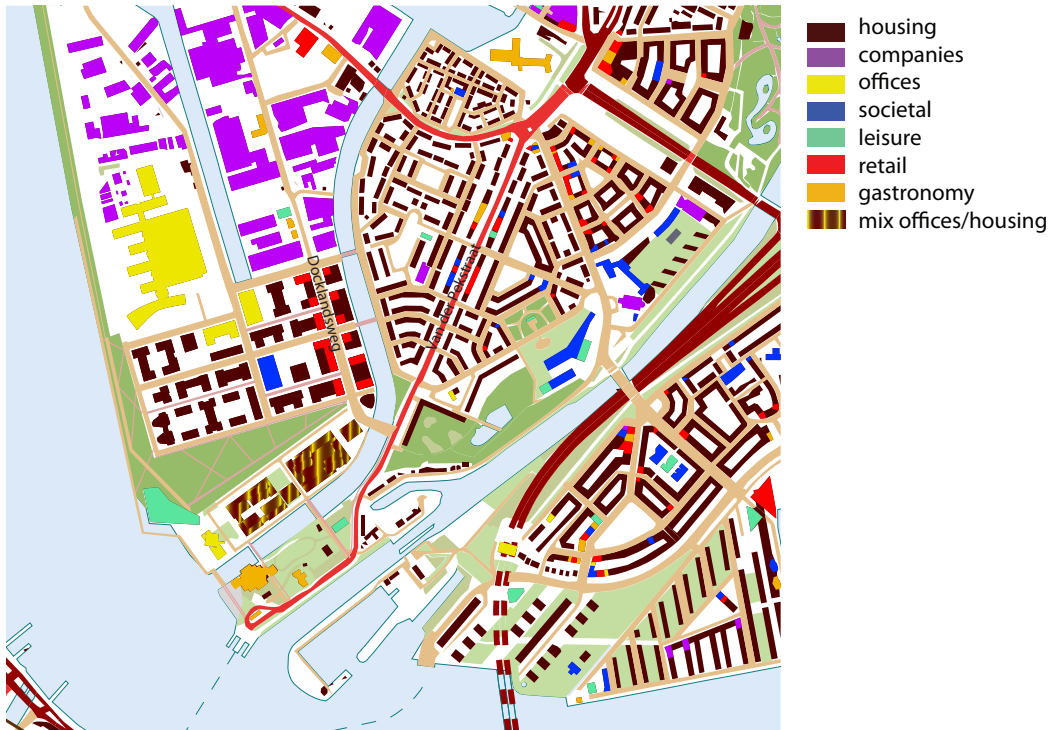 housing
companies
offices
societal
leisure
retail
gastronomy
mix offices/housing
Docklandsweg
Van der Pekstraat